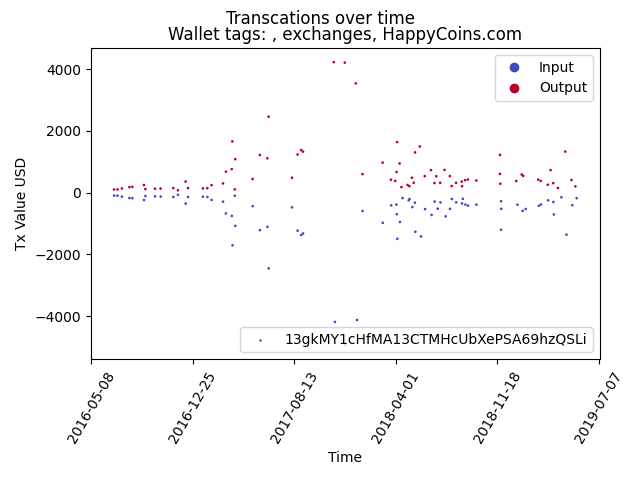 Transcations over time
Wallet tags: , exchanges, HappyCoins.com
Input
Output
4000
2000
0
−2000
−4000
Tx Value USD
13gkMY1cHfMA13CTMHcUbXePSA69hzQSLi
2016-05-08
2016-12-25
2017-08-13
2018-04-01
2018-11-18
2019-07-07
Time